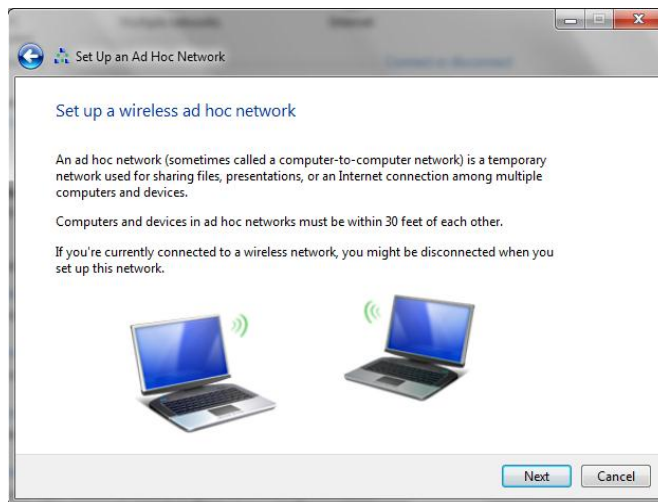 Set Up an Ad Hoc Network
Set up a wireless ad hoc network
An ad hoc network (sometimes called a computer-to-computer network) is a temporary
network used for sharing files, presentations, or an Internet connection among multiple
computers and devices.
Computers and devices in ad hoc networks must be within 30 feet of each other.
If you're currently connected to a wireless network, you might be disconnected when you
set up this network.
Next
Cancel